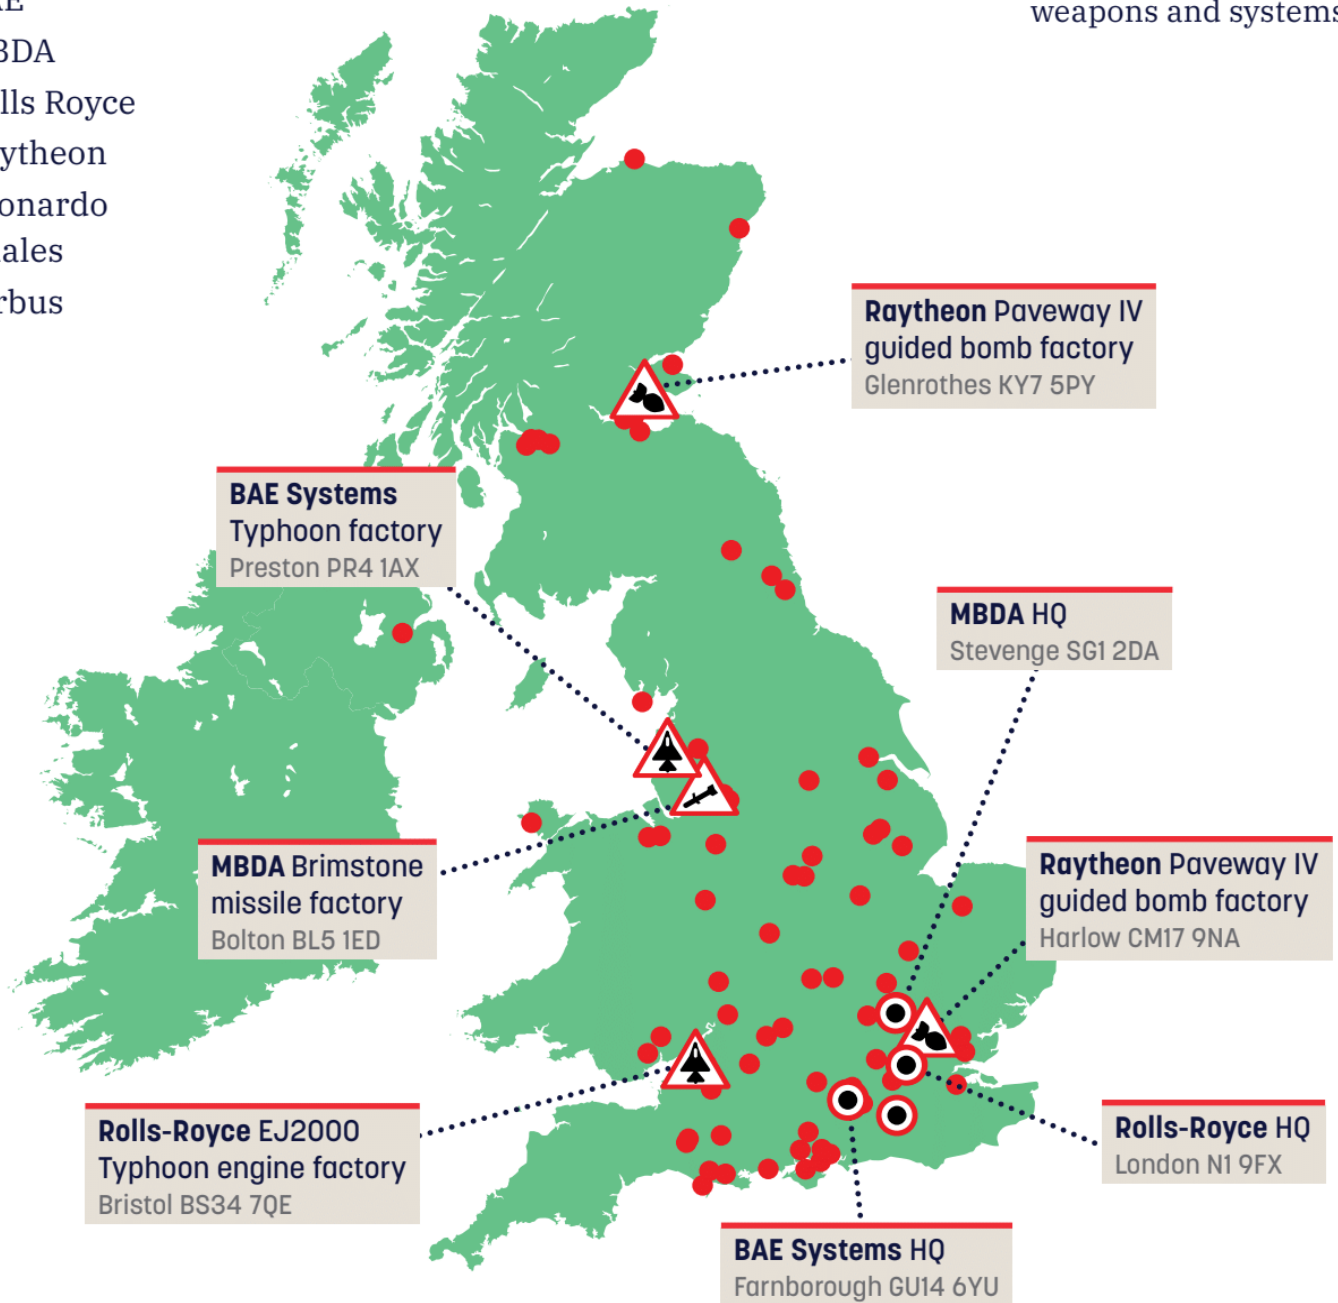 AE
BDA
lls Royce
ytheon
onardo
ales
rbus
weapons and systems
Raytheon Paveway IV
guided bomb factory
Glenrothes KY7 5PY
BAE Systems
Typhoon factory
Preston PR4 1AX
MBDA HQ
Stevenge SG1 2DA
MBDA Brimstone
missile factory
Bolton BL5 1ED
Raytheon Paveway IV
guided bomb factory
Harlow CM17 9NA
Rolls-Royce EJ2000
Typhoon engine factory
Bristol BS34 7QE
Rolls-Royce HQ
London N1 9FX
BAE Systems HQ
Farnborough GU14 6YU